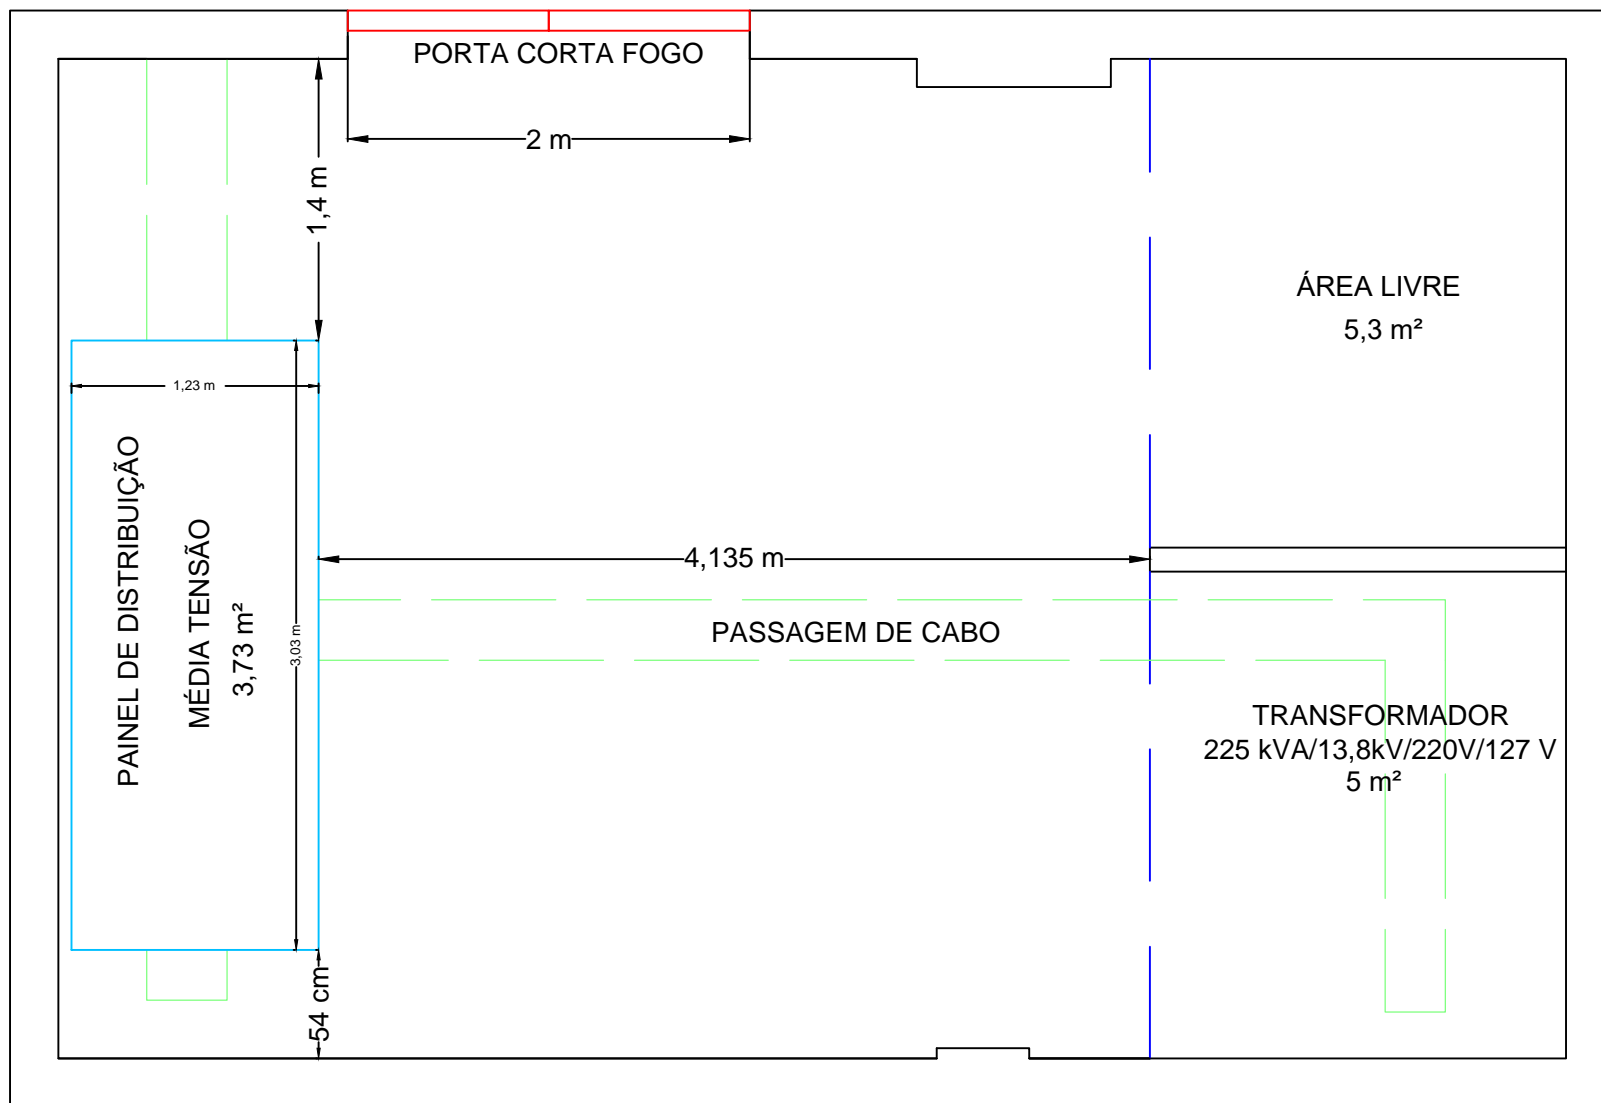 PORTA CORTA FOGO
2 m
1,4 m
ÁREA LIVRE
5,3 m²
1,23 m
PAINEL DE DISTRIBUIÇÃO
MÉDIA TENSÃO
3,73 m²
3,03 m
4,135 m
PASSAGEM DE CABO
TRANSFORMADOR
225 kVA/13,8kV/220V/127 V
5 m²
54 cm